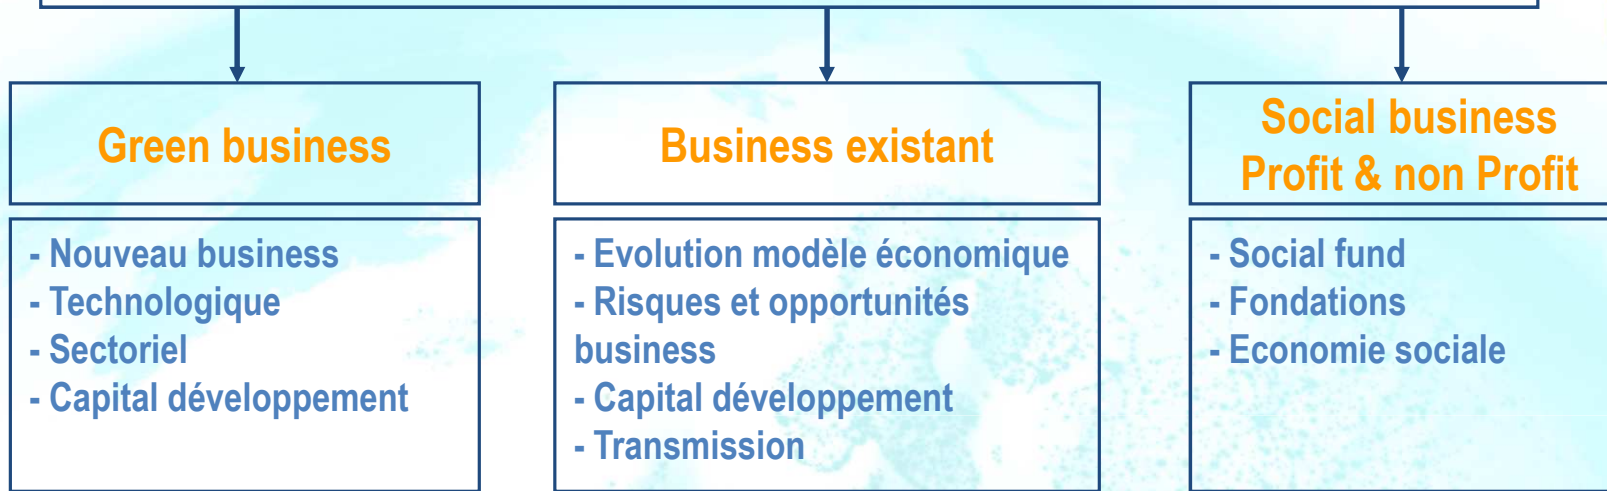 Green business
- Nouveau business
- Technologique
- Sectoriel
- Capital développement
Business existant
- Evolution modèle économique
- Risques et opportunités
business
- Capital développement
- Transmission
Social business
Profit & non Profit
- Social fund
- Fondations
- Economie sociale